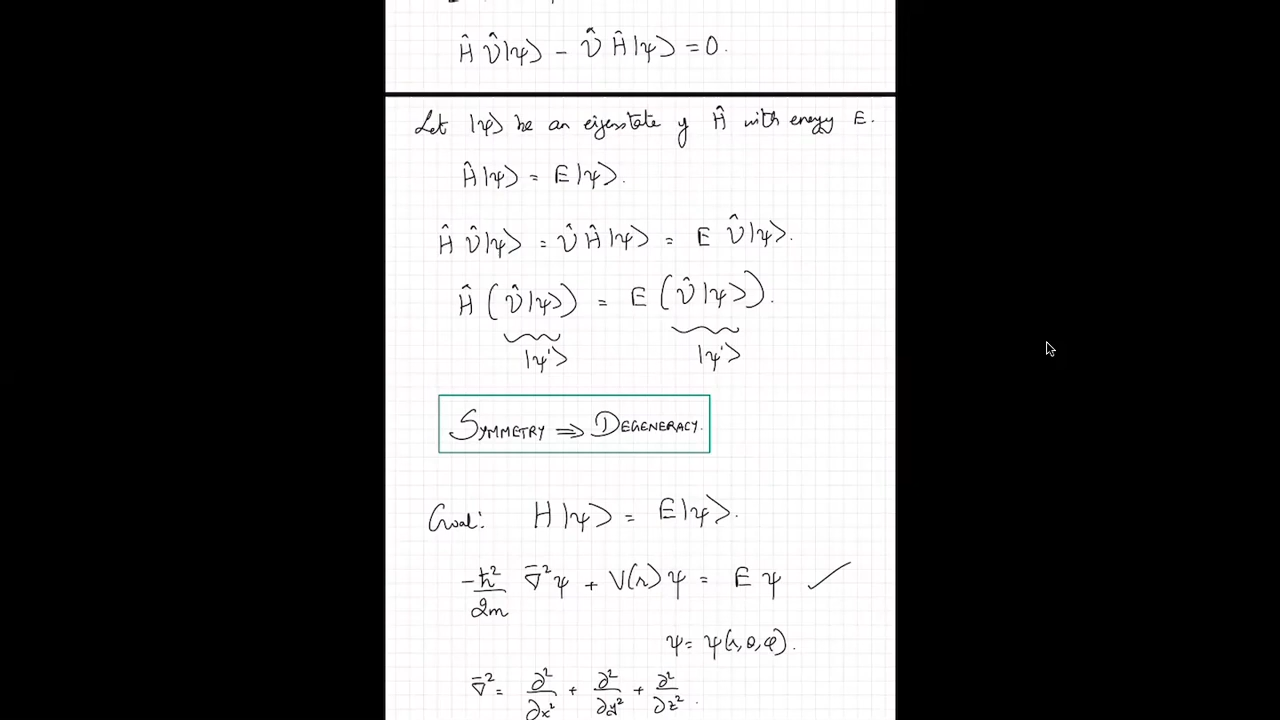 Ĥ Û|ψ⟩ − Û Ĥ|ψ⟩ = 0.
Let |ψ⟩ be an eigenstate of Ĥ with energy E.
Ĥ|ψ⟩ = E|ψ⟩.
Ĥ Û|ψ⟩ = Û Ĥ|ψ⟩ = E Û|ψ⟩.
Ĥ (Û|ψ⟩) = E (Û|ψ⟩).
|ψ'⟩ |ψ'⟩
SYMMETRY ⇒ DEGENERACY.
Goal: H|ψ⟩ = E|ψ⟩.
-ħ²/2m ∇̄²ψ + V(r)ψ = Eψ ✓
ψ = ψ(r,θ,φ).
∇̄² = ∂²/∂x² + ∂²/∂y² + ∂²/∂z².